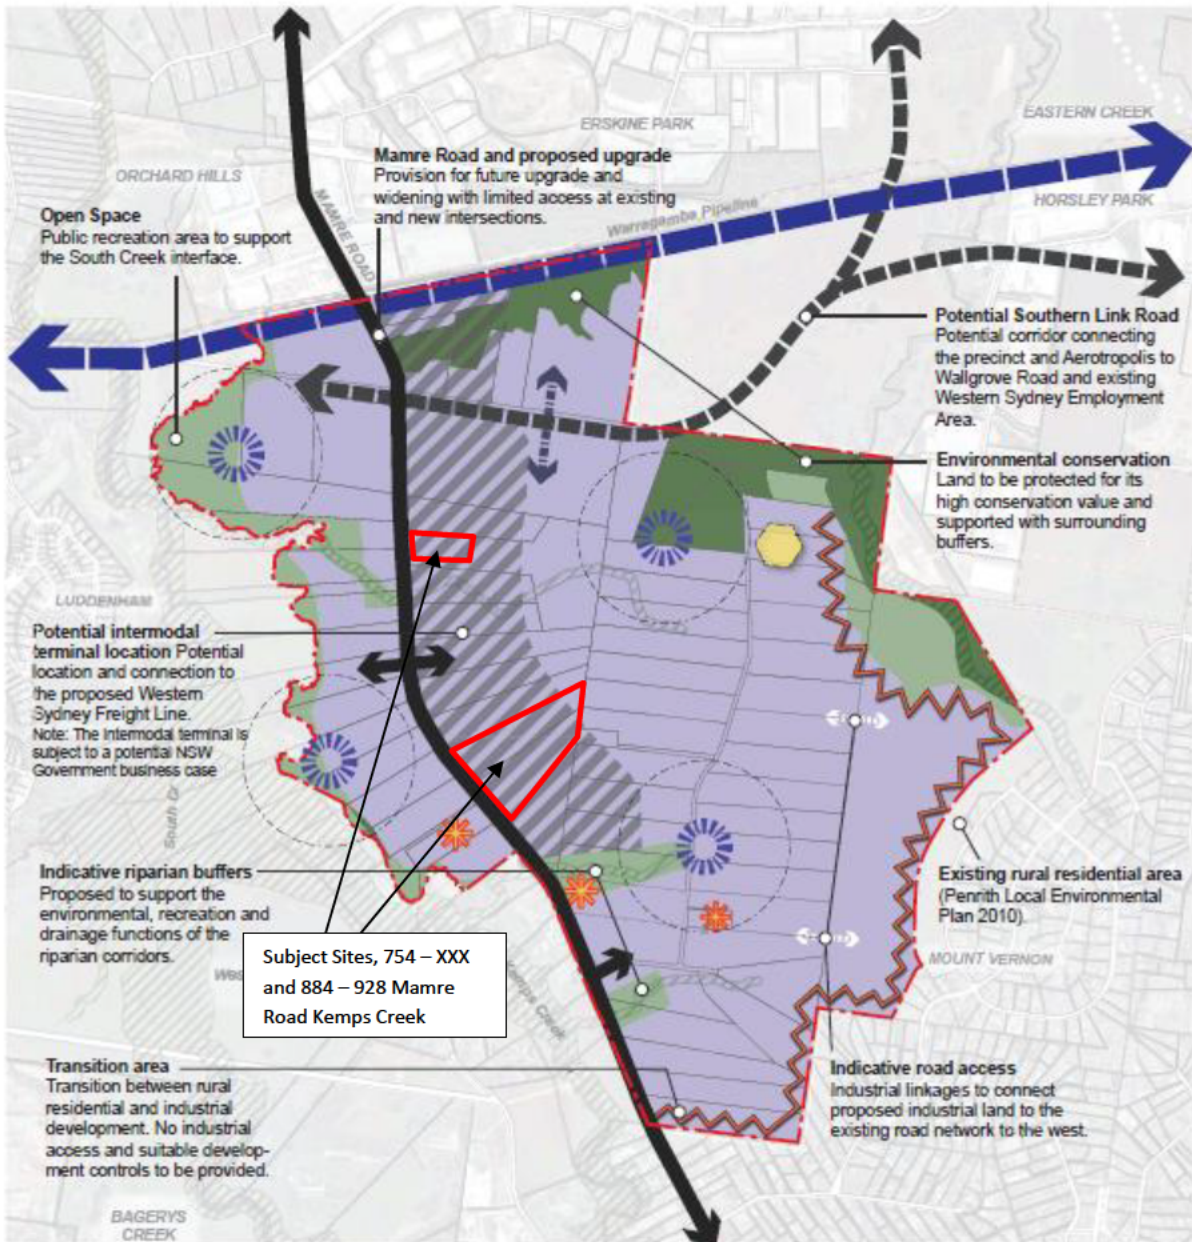 EASTERN CREEK
ERSKINE PARK
Mamre Road and proposed upgrade
Provision for future upgrade and
widening with limited access at existing
and new intersections.
ORCHARD HILLS
MAMRE ROAD
Warragamba Pipeline
HORSLEY PARK
Open Space
Public recreation area to support
the South Creek interface.
Potential Southern Link Road
Potential corridor connecting
the precinct and Aerotropolis to
Wallgrove Road and existing
Western Sydney Employment
Area.
Environmental conservation
Land to be protected for its
high conservation value and
supported with surrounding
buffers.
LUDDENHAM
Potential intermodal
terminal location Potential
location and connection to
the proposed Western
Sydney Freight Line.
Note: The Intermodal terminal is
subject to a potential NSW
Government business case
South Cr
Indicative riparian buffers
Proposed to support the
environmental, recreation and
drainage functions of the
riparian corridors.
Existing rural residential area
(Penrith Local Environmental
Plan 2010).
Subject Sites, 754 – XXX
and 884 – 928 Mamre
Road Kemps Creek
Kemps Creek
MOUNT VERNON
Transition area
Transition between rural
residential and industrial
development. No industrial
access and suitable develop-
ment controls to be provided.
Indicative road access
Industrial linkages to connect
proposed industrial land to the
existing road network to the west.
BAGERYS
CREEK